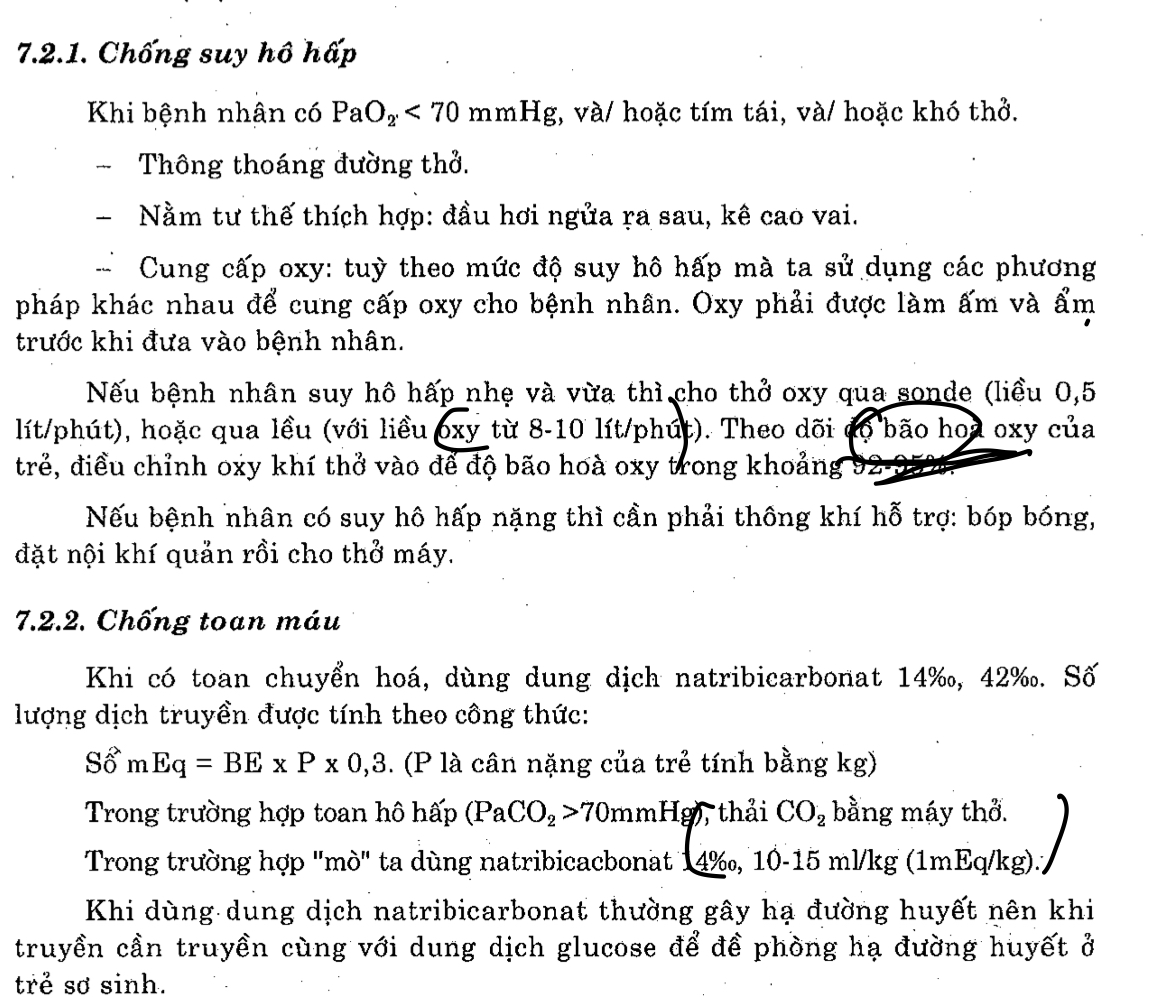 7.2.1. Chống suy hô hấp
Khi bệnh nhân có PaO₂ < 70 mmHg, và/ hoặc tím tái, và/ hoặc khó thở.
– Thông thoáng đường thở.
– Nằm tư thế thích hợp: đầu hơi ngửa ra sau, kê cao vai.
– Cung cấp oxy: tuỳ theo mức độ suy hô hấp mà ta sử dụng các phương
pháp khác nhau để cung cấp oxy cho bệnh nhân. Oxy phải được làm ấm và ẩm
trước khi đưa vào bệnh nhân.
Nếu bệnh nhân suy hô hấp nhẹ và vừa thì cho thở oxy qua sonde (liều 0,5
lít/phút), hoặc qua lều (với liều oxy từ 8-10 lít/phút). Theo dõi độ bão hoà oxy của
trẻ, điều chỉnh oxy khí thở vào để độ bão hoà oxy trong khoảng 92-95%.
Nếu bệnh nhân có suy hô hấp nặng thì cần phải thông khí hỗ trợ: bóp bóng,
đặt nội khí quản rồi cho thở máy.
7.2.2. Chống toan máu
Khi có toan chuyển hoá, dùng dung dịch natribicarbonat 14‰, 42‰. Số
lượng dịch truyền được tính theo công thức:
Số mEq = BE x P x 0,3. (P là cân nặng của trẻ tính bằng kg)
Trong trường hợp toan hô hấp (PaCO₂ >70mmHg), thải CO₂ bằng máy thở.
Trong trường hợp "mò" ta dùng natribicacbonat 14‰, 10-15 ml/kg (1mEq/kg).
Khi dùng dung dịch natribicarbonat thường gây hạ đường huyết nên khi
truyền cần truyền cùng với dung dịch glucose để đề phòng hạ đường huyết ở
trẻ sơ sinh.